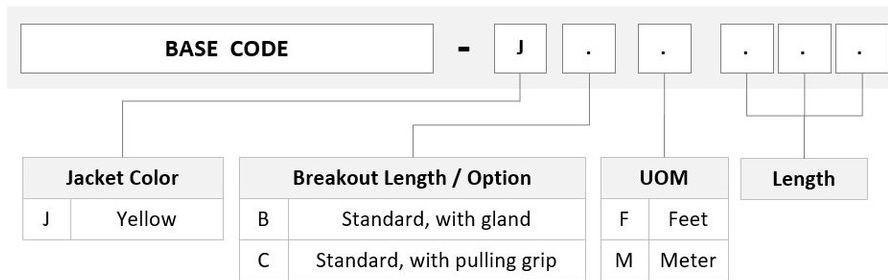 BASE CODE - J . . . . .
Jacket Color
J Yellow
Breakout Length / Option
B Standard, with gland
C Standard, with pulling grip
UOM
F Feet
M Meter
Length